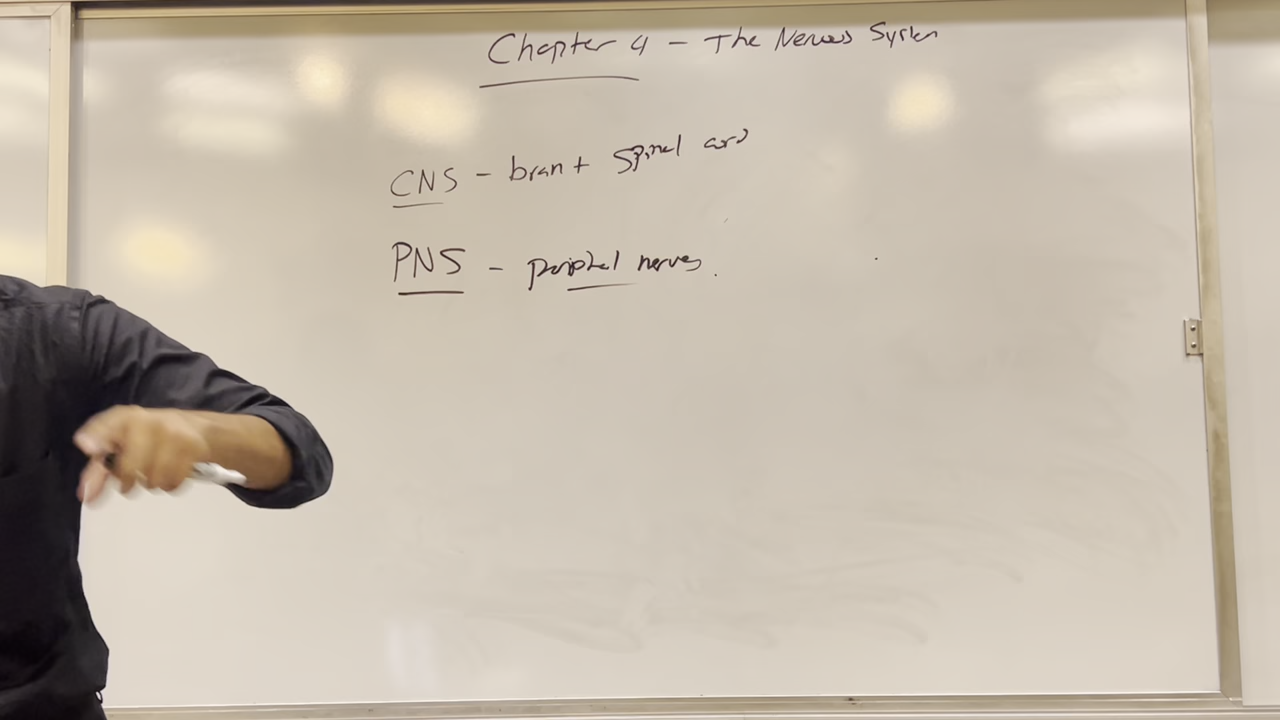 Chapter 4 - The Nervous System
CNS - brain + Spinal cord
PNS - peripheral nerves.